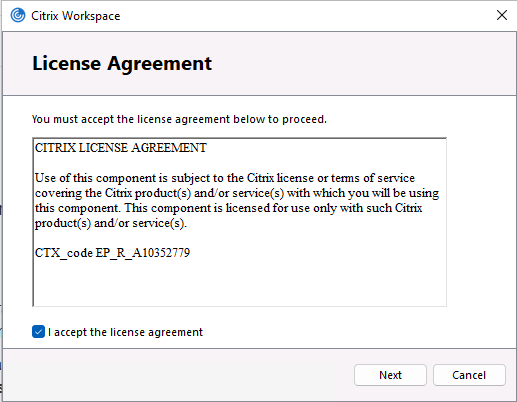 Citrix Workspace
License Agreement
You must accept the license agreement below to proceed.
CITRIX LICENSE AGREEMENT
Use of this component is subject to the Citrix license or terms of service
covering the Citrix product(s) and/or service(s) with which you will be using
this component. This component is licensed for use only with such Citrix
product(s) and/or service(s).
CTX_code EP_R_A10352779
I accept the license agreement
Next
Cancel